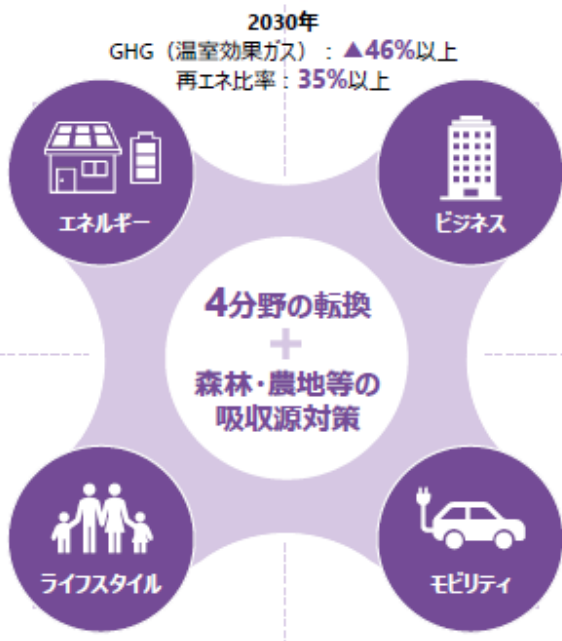 2030年
GHG（温室効果ガス）：▲46%以上
再エネ比率：35%以上
エネルギー
ビジネス
4分野の転換
+
森林・農地等の
吸収源対策
ライフスタイル
モビリティ